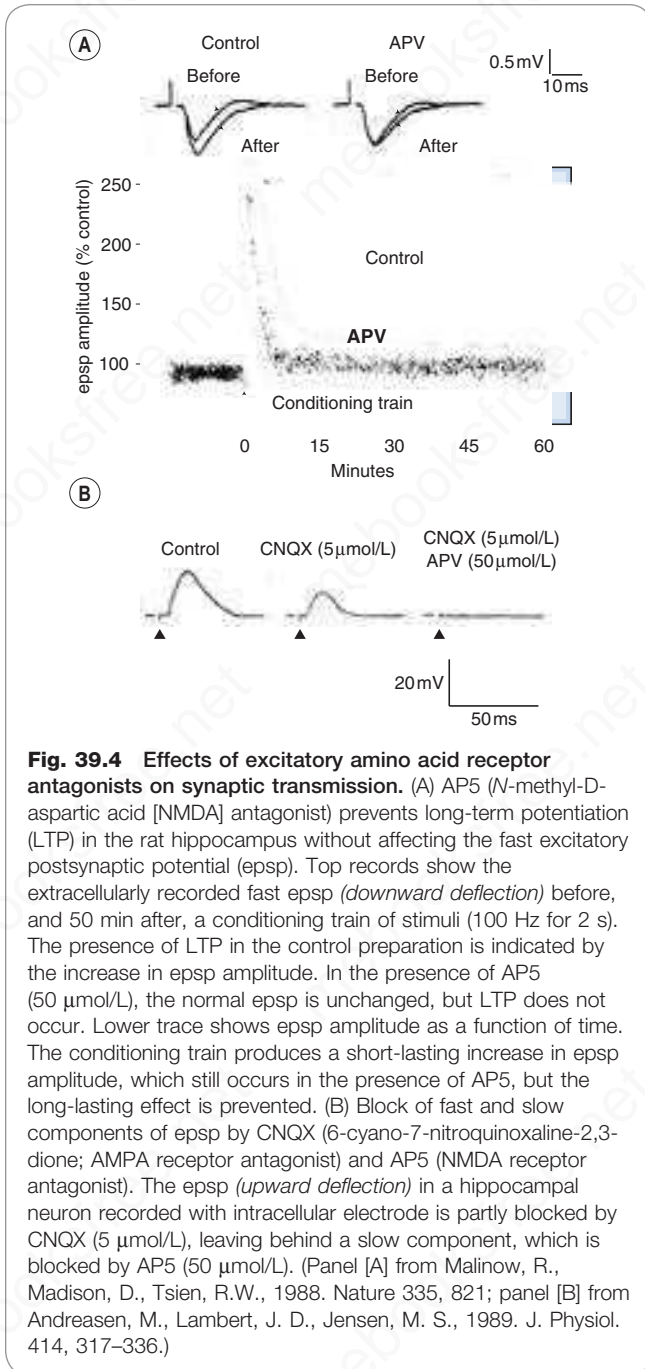 A
Control APV
Before Before
After After
0.5 mV
10 ms
epsp amplitude (% control)
250
200
150
100
Control
APV
Conditioning train
0 15 30 45 60
Minutes
B
Control
CNQX (5 μmol/L)
CNQX (5 μmol/L)
APV (50 μmol/L)
20 mV
50 ms
Fig. 39.4 Effects of excitatory amino acid receptor
antagonists on synaptic transmission. (A) AP5 (N-methyl-D-
aspartic acid [NMDA] antagonist) prevents long-term potentiation
(LTP) in the rat hippocampus without affecting the fast excitatory
postsynaptic potential (epsp). Top records show the
extracellularly recorded fast epsp (downward deflection) before,
and 50 min after, a conditioning train of stimuli (100 Hz for 2 s).
The presence of LTP in the control preparation is indicated by
the increase in epsp amplitude. In the presence of AP5
(50 μmol/L), the normal epsp is unchanged, but LTP does not
occur. Lower trace shows epsp amplitude as a function of time.
The conditioning train produces a short-lasting increase in epsp
amplitude, which still occurs in the presence of AP5, but the
long-lasting effect is prevented. (B) Block of fast and slow
components of epsp by CNQX (6-cyano-7-nitroquinoxaline-2,3-
dione; AMPA receptor antagonist) and AP5 (NMDA receptor
antagonist). The epsp (upward deflection) in a hippocampal
neuron recorded with intracellular electrode is partly blocked by
CNQX (5 μmol/L), leaving behind a slow component, which is
blocked by AP5 (50 μmol/L). (Panel [A] from Malinow, R.,
Madison, D., Tsien, R.W., 1988. Nature 335, 821; panel [B] from
Andreasen, M., Lambert, J. D., Jensen, M. S., 1989. J. Physiol.
414, 317–336.)
mebooksfree.net